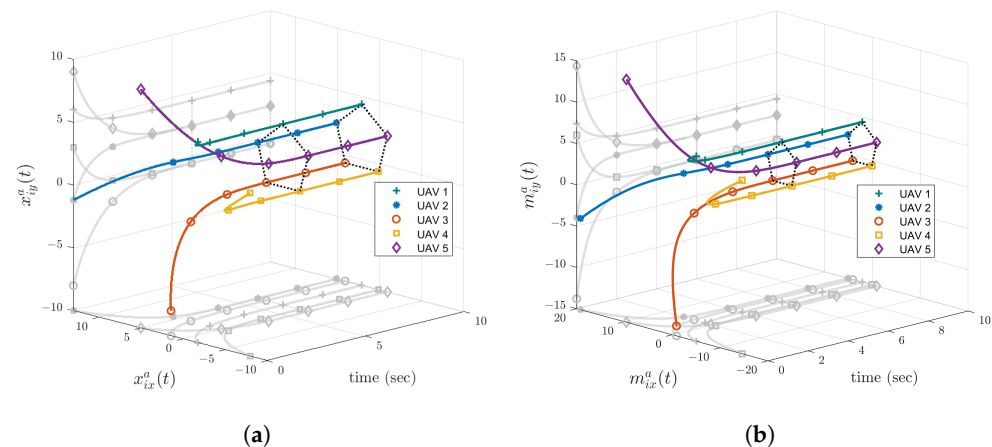 10
5
0
−5
−10
x^a_{iy}(t)
10
5
0
−5
−10
x^a_{ix}(t)
0
5
10
time (sec)
UAV 1
UAV 2
UAV 3
UAV 4
UAV 5
(a)
15
10
5
0
−5
−10
−15
m^a_{iy}(t)
20
10
0
−10
−20
m^a_{ix}(t)
0
2
4
6
8
10
time (sec)
UAV 1
UAV 2
UAV 3
UAV 4
UAV 5
(b)